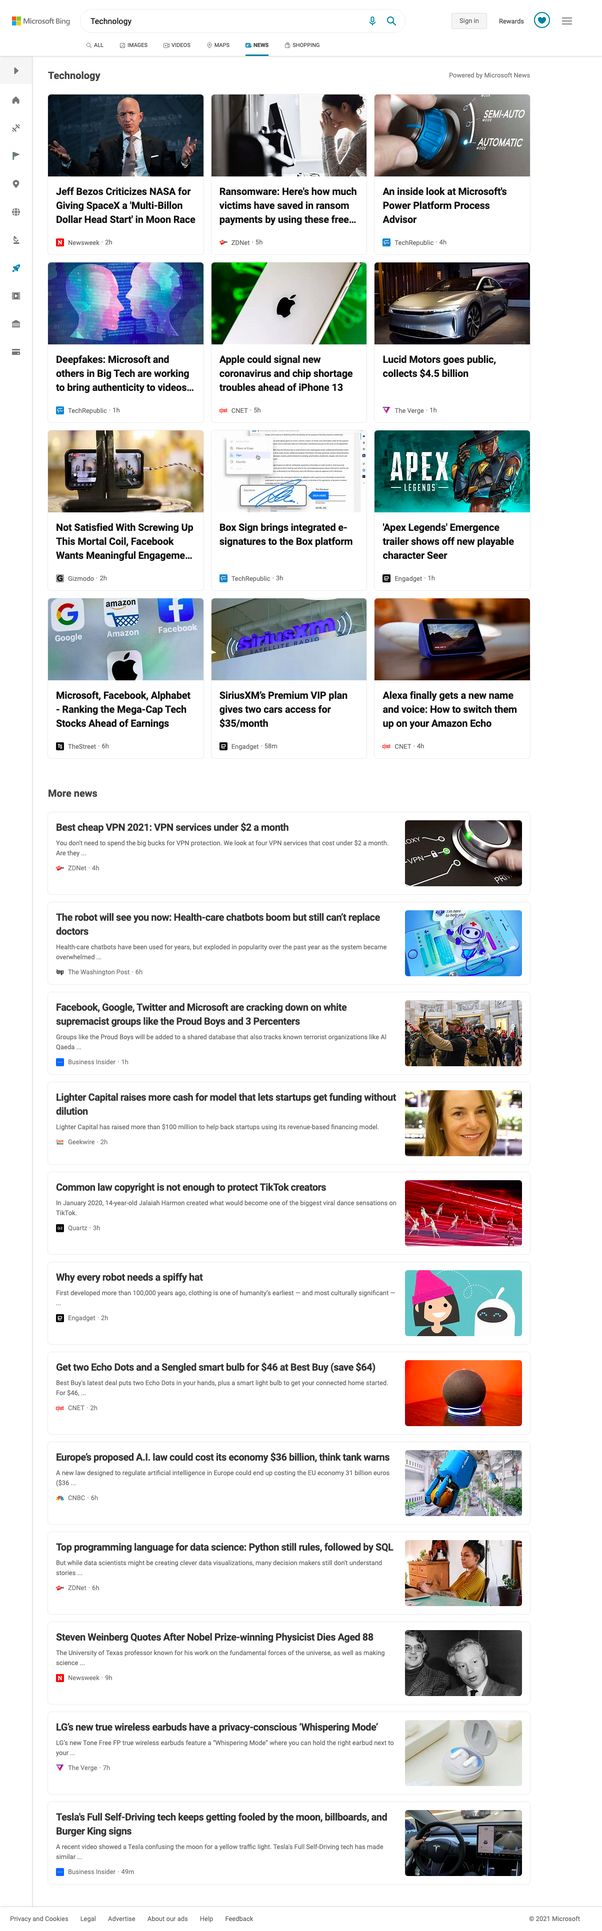 Microsoft Bing
Technology
Sign in
Rewards
ALL
IMAGES
VIDEOS
MAPS
NEWS
SHOPPING
Technology
Powered by Microsoft News
SEMI-AUTO
AUTOMATIC
Jeff Bezos Criticizes NASA for
Giving SpaceX a 'Multi-Billon
Dollar Head Start' in Moon Race
Newsweek · 2h
Ransomware: Here's how much
victims have saved in ransom
payments by using these free...
ZDNet · 5h
An inside look at Microsoft's
Power Platform Process
Advisor
TechRepublic · 4h
Deepfakes: Microsoft and
others in Big Tech are working
to bring authenticity to videos...
TechRepublic · 1h
Apple could signal new
coronavirus and chip shortage
troubles ahead of iPhone 13
CNET · 5h
Lucid Motors goes public,
collects $4.5 billion
The Verge · 1h
APEX
LEGENDS
Not Satisfied With Screwing Up
This Mortal Coil, Facebook
Wants Meaningful Engageme...
Gizmodo · 2h
Box Sign brings integrated e-
signatures to the Box platform
TechRepublic · 3h
'Apex Legends' Emergence
trailer shows off new playable
character Seer
Engadget · 1h
Google
amazon
Amazon
Facebook
siriusxm
SATELLITE RADIO
Microsoft, Facebook, Alphabet
- Ranking the Mega-Cap Tech
Stocks Ahead of Earnings
TheStreet · 6h
SiriusXM's Premium VIP plan
gives two cars access for
$35/month
Engadget · 58m
Alexa finally gets a new name
and voice: How to switch them
up on your Amazon Echo
CNET · 4h
More news
Best cheap VPN 2021: VPN services under $2 a month
You don't need to spend the big bucks for VPN protection. We look at four VPN services that cost under $2 a month.
Are they ...
ZDNet · 4h
VPN
The robot will see you now: Health-care chatbots boom but still can't replace
doctors
Health-care chatbots have been used for years, but exploded in popularity over the past year as the system became
overwhelmed ...
The Washington Post · 6h
Facebook, Google, Twitter and Microsoft are cracking down on white
supremacist groups like the Proud Boys and 3 Percenters
Groups like the Proud Boys will be added to a shared database that also tracks known terrorist organizations like Al
Qaeda ...
Business Insider · 1h
Lighter Capital raises more cash for model that lets startups get funding without
dilution
Lighter Capital has raised more than $100 million to help back startups using its revenue-based financing model.
Geekwire · 2h
Common law copyright is not enough to protect TikTok creators
In January 2020, 14-year-old Jalaiah Harmon created what would become one of the biggest viral dance sensations on
TikTok.
Quartz · 3h
Why every robot needs a spiffy hat
First developed more than 100,000 years ago, clothing is one of humanity's earliest — and most culturally significant —
...
Engadget · 2h
Get two Echo Dots and a Sengled smart bulb for $46 at Best Buy (save $64)
Best Buy's latest deal puts two Echo Dots in your hands, plus a smart light bulb to get your connected home started.
For $46, ...
CNET · 2h
Europe's proposed A.I. law could cost its economy $36 billion, think tank warns
A new law designed to regulate artificial intelligence in Europe could end up costing the EU economy 31 billion euros
($36 ...
CNBC · 6h
Top programming language for data science: Python still rules, followed by SQL
But while data scientists might be creating clever data visualizations, many decision makers still don't understand
stories ...
ZDNet · 6h
Steven Weinberg Quotes After Nobel Prize-winning Physicist Dies Aged 88
The University of Texas professor known for his work on the fundamental forces of the universe, as well as making
science ...
Newsweek · 9h
LG's new true wireless earbuds have a privacy-conscious 'Whispering Mode'
LG's new Tone Free FP true wireless earbuds feature a "Whispering Mode" where you can hold the right earbud next to
your ...
The Verge · 7h
Tesla's Full Self-Driving tech keeps getting fooled by the moon, billboards, and
Burger King signs
A recent video showed a Tesla confusing the moon for a yellow traffic light. Tesla's Full Self-Driving tech has made
similar ...
Business Insider · 49m
Privacy and Cookies
Legal
Advertise
About our ads
Help
Feedback
© 2021 Microsoft